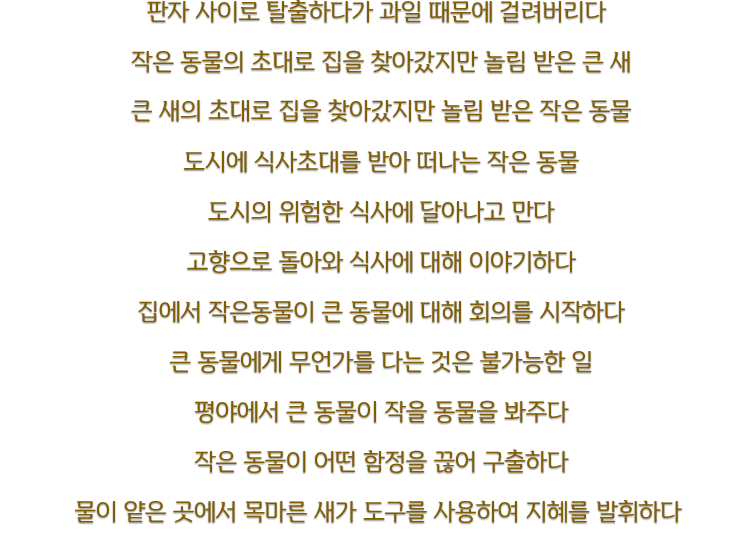 판자 사이로 탈출하다가 과일 때문에 걸려버리다
작은 동물의 초대로 집을 찾아갔지만 놀림 받은 큰 새
큰 새의 초대로 집을 찾아갔지만 놀림 받은 작은 동물
도시에 식사초대를 받아 떠나는 작은 동물
도시의 위험한 식사에 달아나고 만다
고향으로 돌아와 식사에 대해 이야기하다
집에서 작은동물이 큰 동물에 대해 회의를 시작하다
큰 동물에게 무언가를 다는 것은 불가능한 일
평야에서 큰 동물이 작을 동물을 봐주다
작은 동물이 어떤 함정을 끊어 구출하다
물이 얕은 곳에서 목마른 새가 도구를 사용하여 지혜를 발휘하다